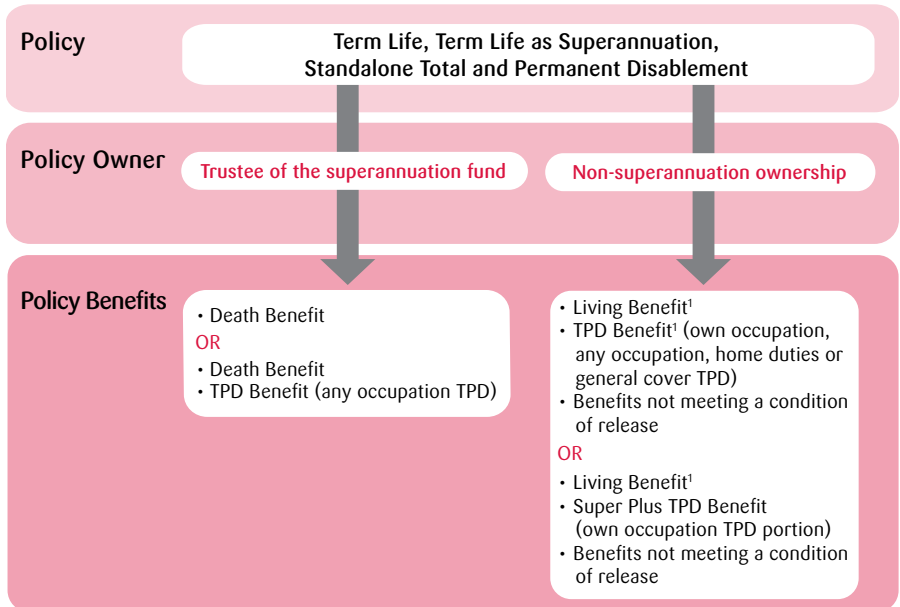 Policy
Term Life, Term Life as Superannuation,
Standalone Total and Permanent Disablement
Policy Owner
Trustee of the superannuation fund
Non-superannuation ownership
Policy Benefits
• Death Benefit
OR
• Death Benefit
• TPD Benefit (any occupation TPD)
• Living Benefit¹
• TPD Benefit¹ (own occupation,
any occupation, home duties or
general cover TPD)
• Benefits not meeting a condition
of release
OR
• Living Benefit¹
• Super Plus TPD Benefit
(own occupation TPD portion)
• Benefits not meeting a condition
of release